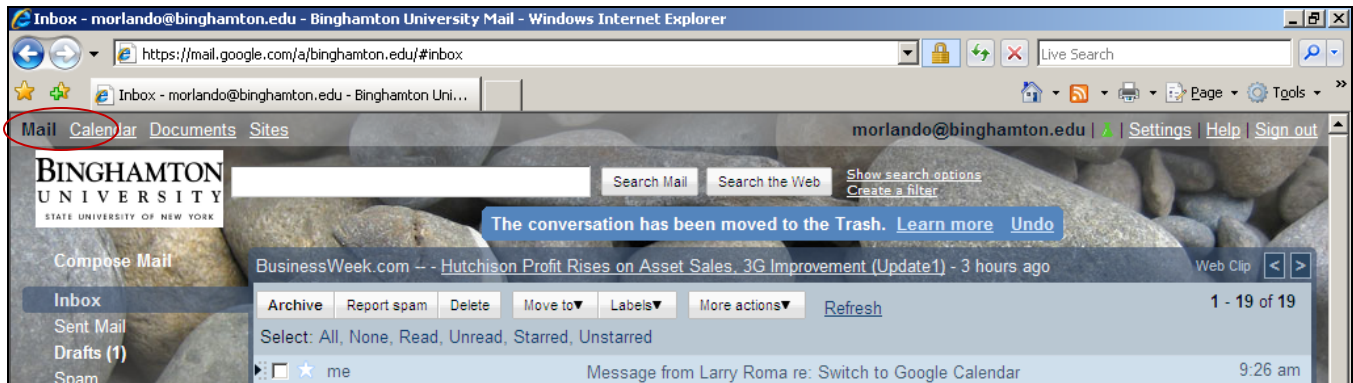 Inbox - morlando@binghamton.edu - Binghamton University Mail - Windows Internet Explorer
https://mail.google.com/a/binghamton.edu/#inbox Live Search
Inbox - morlando@binghamton.edu - Binghamton Uni... Page Tools »
Mail Calendar Documents Sites morlando@binghamton.edu | | Settings | Help | Sign out
BINGHAMTON
UNIVERSITY
STATE UNIVERSITY OF NEW YORK
Search Mail Search the Web Show search options
Create a filter
The conversation has been moved to the Trash. Learn more Undo
Compose Mail
BusinessWeek.com -- - Hutchison Profit Rises on Asset Sales, 3G Improvement (Update1) - 3 hours ago Web Clip < >
Inbox
Archive Report spam Delete Move to▼ Labels▼ More actions▼ Refresh 1 - 19 of 19
Sent Mail
Select: All, None, Read, Unread, Starred, Unstarred
Drafts (1)
Spam
me Message from Larry Roma re: Switch to Google Calendar 9:26 am